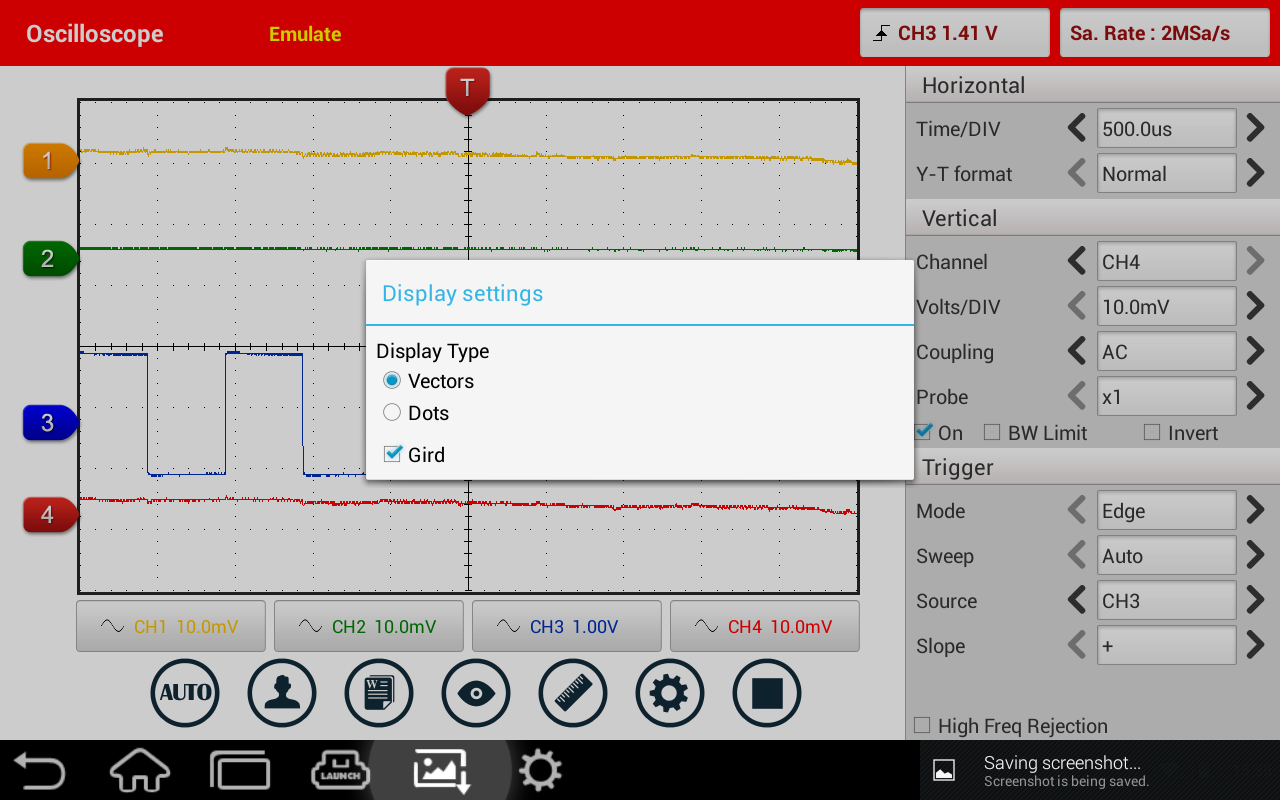 Oscilloscope
Emulate
CH3 1.41 V
Sa. Rate : 2MSa/s
T
1
2
3
4
Display settings
Display Type
Vectors
Dots
Gird
Horizontal
Time/DIV 500.0us
Y-T format Normal
Vertical
Channel CH4
Volts/DIV 10.0mV
Coupling AC
Probe x1
On BW Limit Invert
Trigger
Mode Edge
Sweep Auto
Source CH3
Slope +
High Freq Rejection
CH1 10.0mV
CH2 10.0mV
CH3 1.00V
CH4 10.0mV
AUTO
W
LAUNCH
Saving screenshot...
Screenshot is being saved.